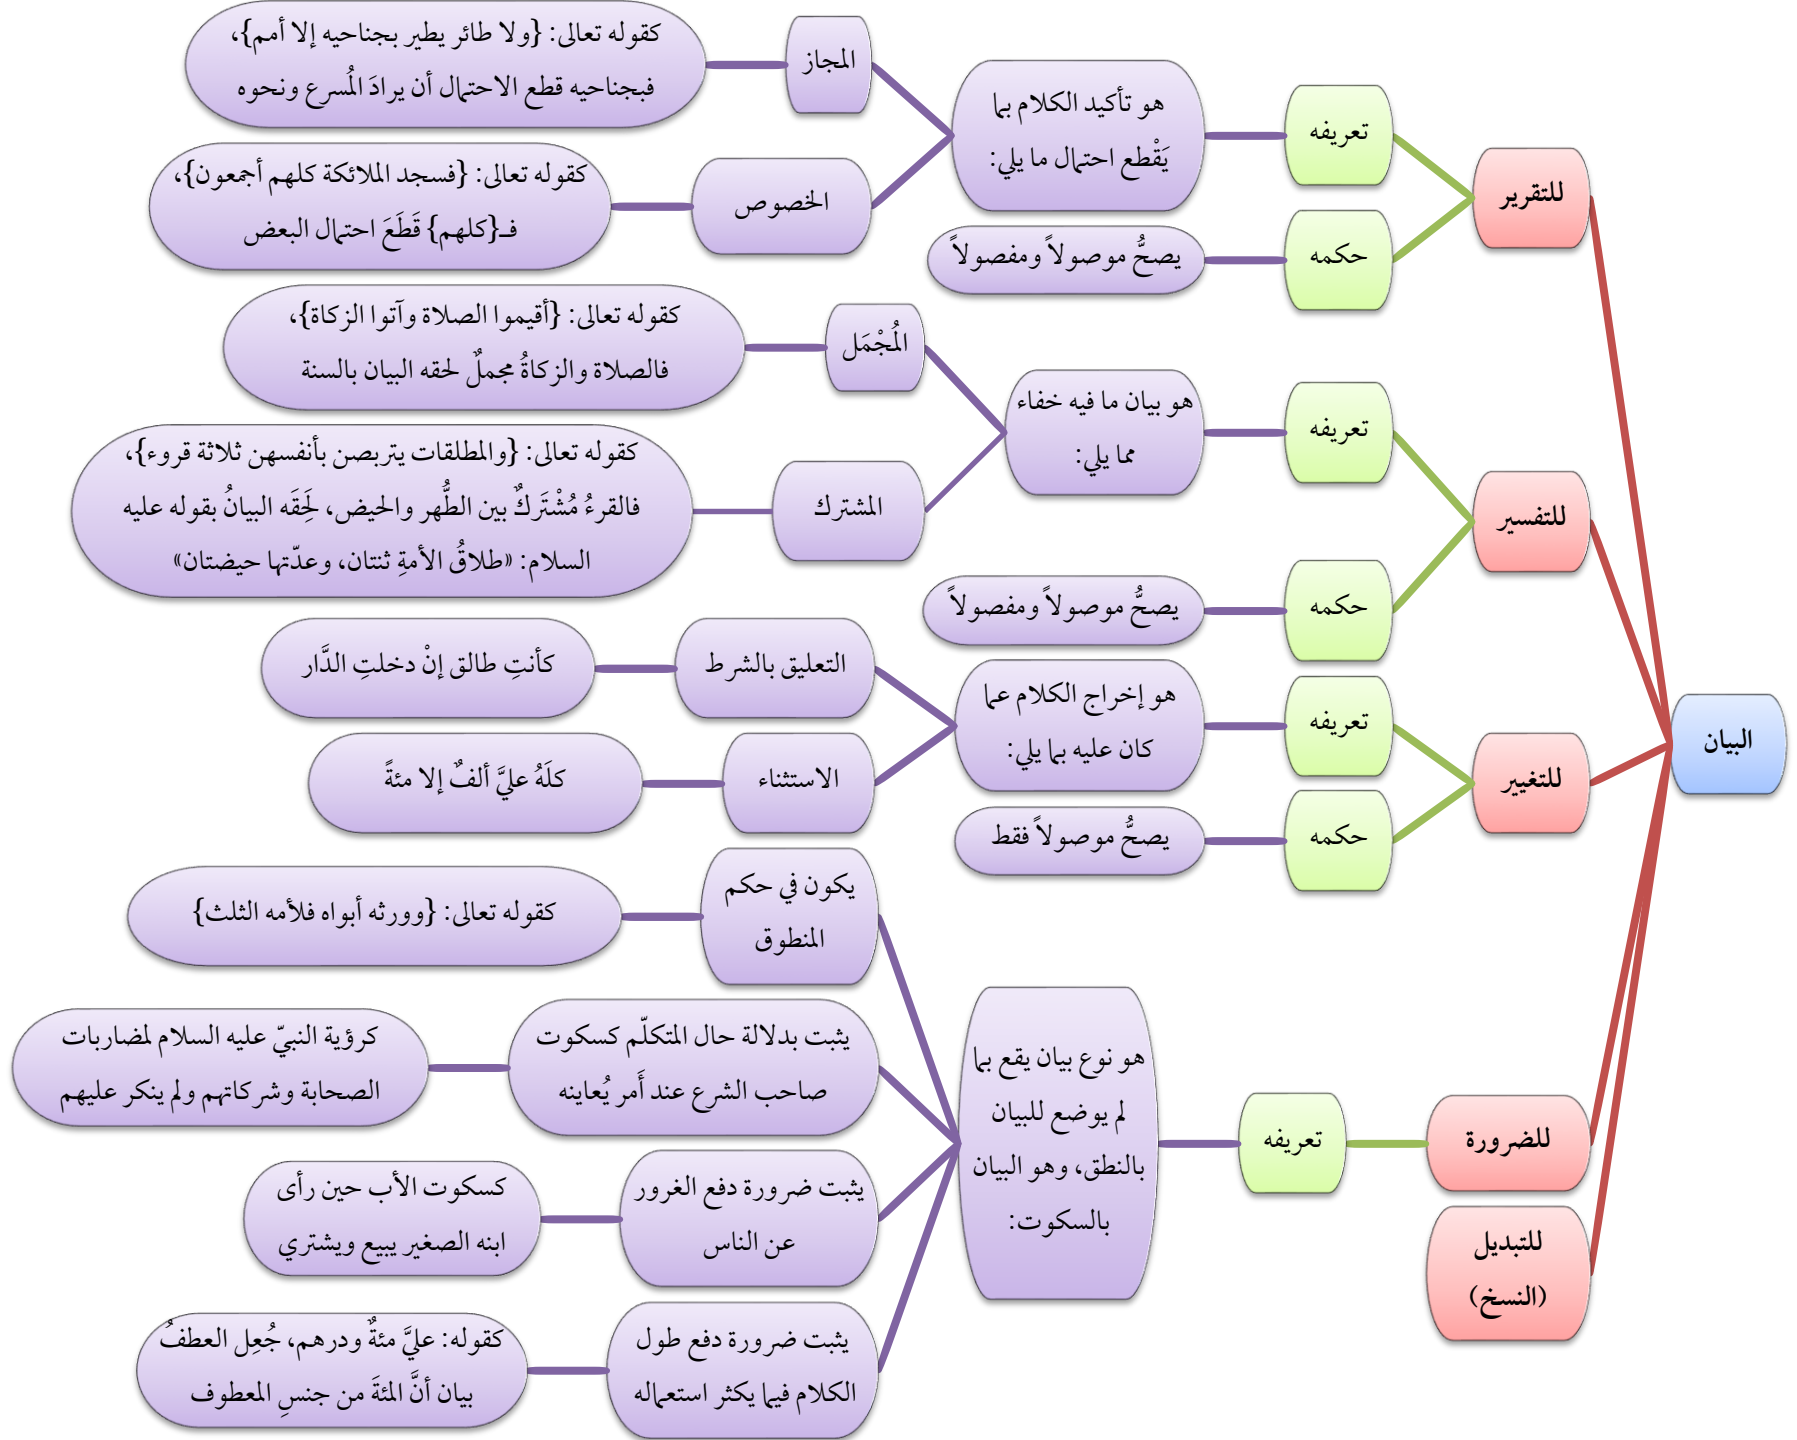 البيان
للتقرير
تعريفه
هو تأكيد الكلام بما
يَقْطع احتمال ما يلي:
المجاز
كقوله تعالى: {ولا طائر يطير بجناحيه إلا أمم}،
فبجناحيه قطع الاحتمال أن يرادَ المُسرع ونحوه
الخصوص
كقوله تعالى: {فسجد الملائكة كلهم أجمعون}،
فـ{كلهم} قَطَعَ احتمال البعض
حكمه
يصحُّ موصولاً ومفصولاً
للتفسير
تعريفه
هو بيان ما فيه خفاء
مما يلي:
المُجْمَل
كقوله تعالى: {أقيموا الصلاة وآتوا الزكاة}،
فالصلاة والزكاةُ مجملٌ لحقه البيان بالسنة
المشترك
كقوله تعالى: {والمطلقات يتربصن بأنفسهن ثلاثة قروء}،
فالقرءُ مُشْتَركٌ بين الطُّهر والحيض، لَحِقَه البيانُ بقوله عليه
السلام: «طلاقُ الأمةِ ثنتان، وعدّتها حيضتان»
حكمه
يصحُّ موصولاً ومفصولاً
للتغيير
تعريفه
هو إخراج الكلام عما
كان عليه بما يلي:
التعليق بالشرط
كأنتِ طالق إنْ دخلتِ الدَّار
الاستثناء
كلَهُ عليَّ ألفٌ إلا مئةً
حكمه
يصحُّ موصولاً فقط
للضرورة
تعريفه
هو نوع بيان يقع بما
لم يوضع للبيان
بالنطق، وهو البيان
بالسكوت:
يكون في حكم
المنطوق
كقوله تعالى: {وورثه أبواه فلأمه الثلث}
يثبت بدلالة حال المتكلّم كسكوت
صاحب الشرع عند أَمر يُعاينه
كرؤية النبيّ عليه السلام لمضاربات
الصحابة وشركاتهم ولم ينكر عليهم
يثبت ضرورة دفع الغرور
عن الناس
كسكوت الأب حين رأى
ابنه الصغير يبيع ويشتري
يثبت ضرورة دفع طول
الكلام فيما يكثر استعماله
كقوله: عليَّ مئةٌ ودرهم، جُعِل العطفُ
بيان أنَّ المئةَ من جنسِ المعطوف
للتبديل
(النسخ)